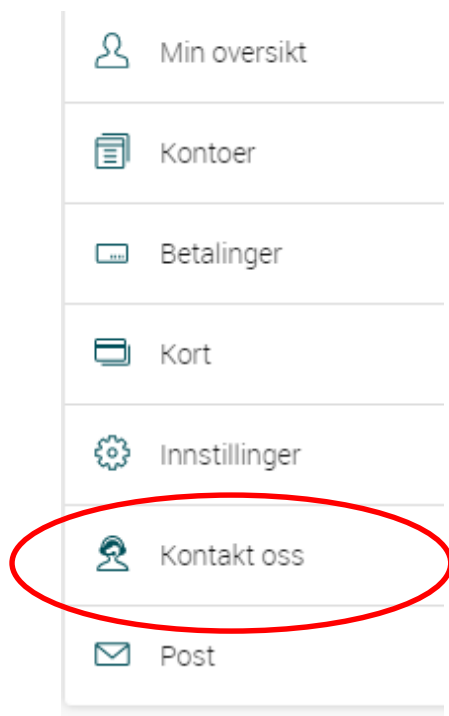 Min oversikt
Kontoer
Betalinger
Kort
Innstillinger
Kontakt oss
Post